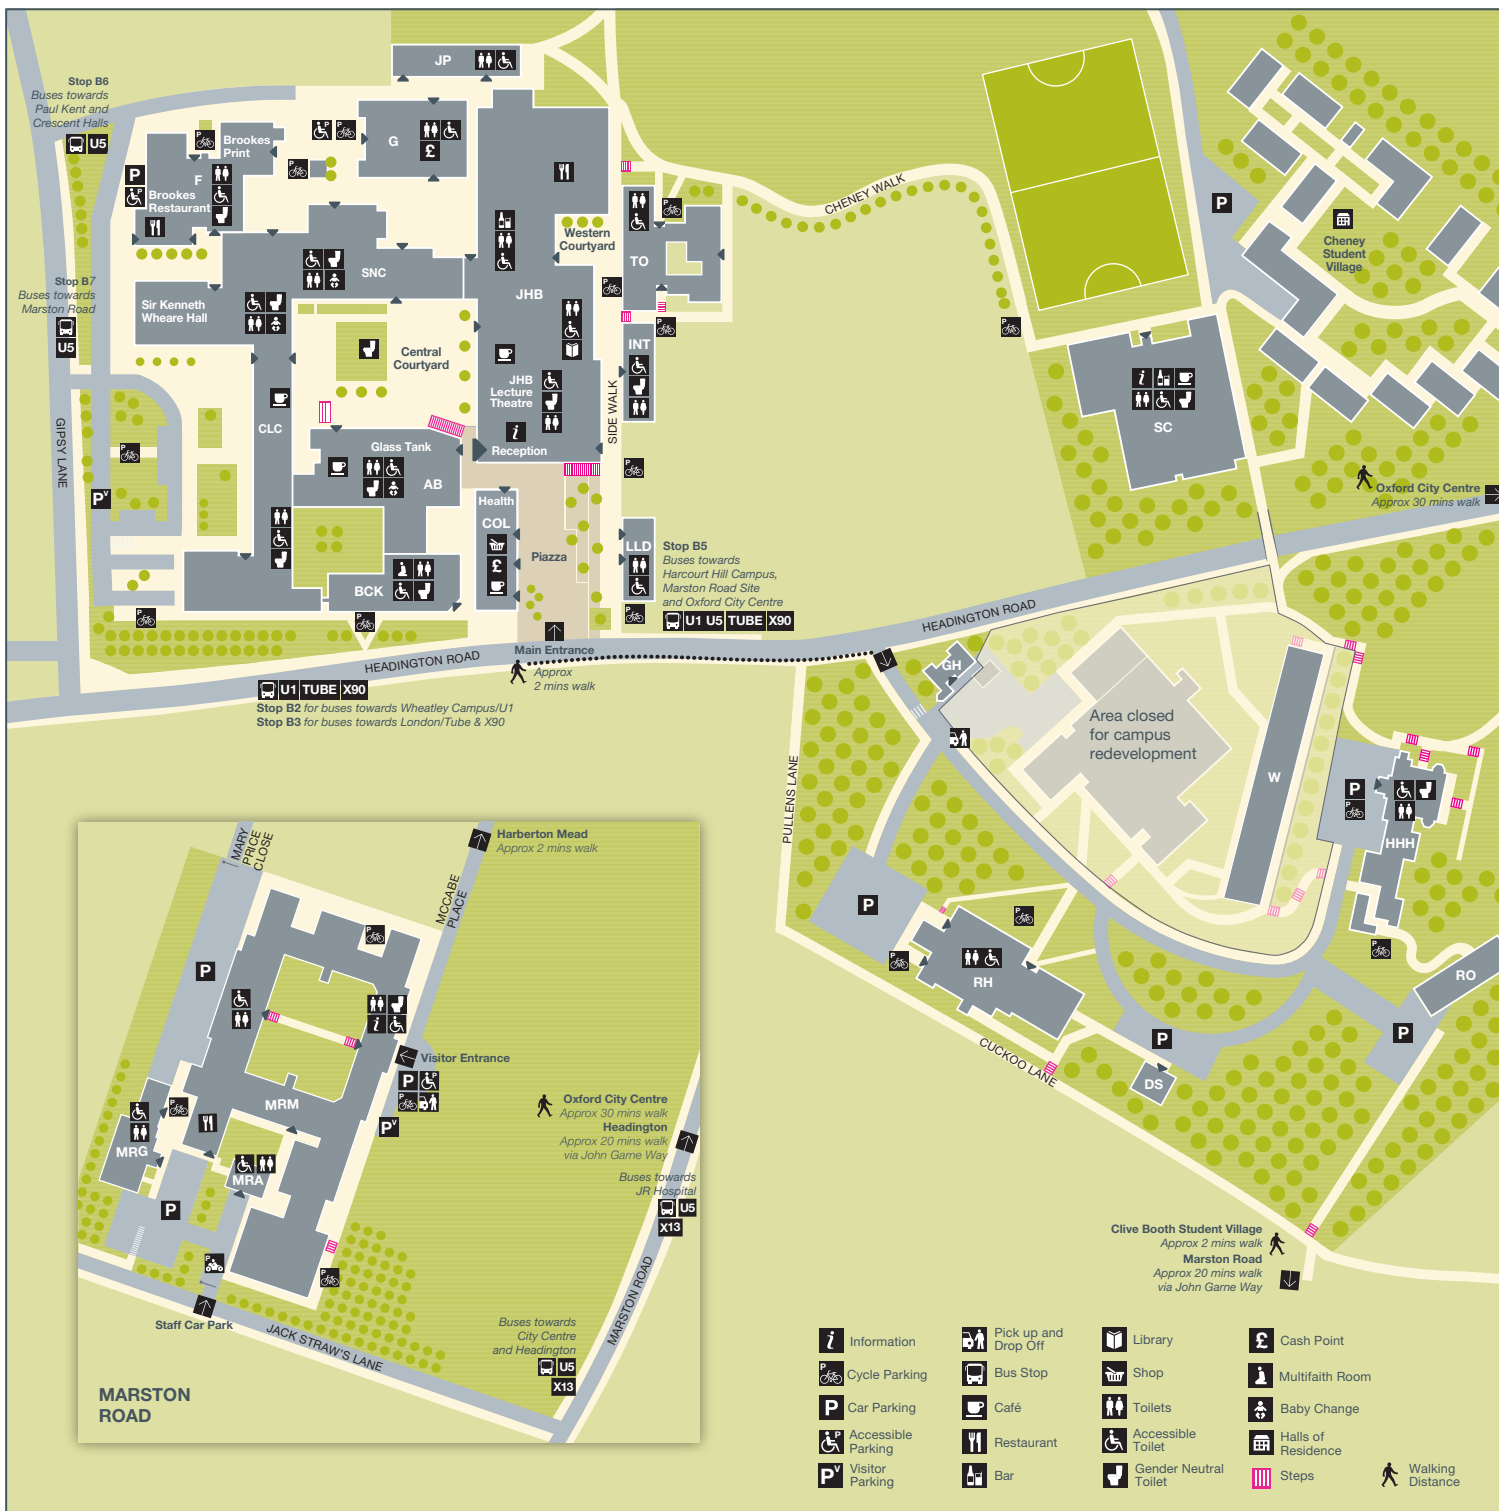 JP
Stop B6
Buses towards
Paul Kent and
Crescent Halls
U5
Brookes
Print
F
Brookes
Restaurant
P
G
£
Western
Courtyard
CHENEY WALK
TO
P
Cheney
Student
Village
SNC
JHB
Stop B7
Buses towards
Marston Road
U5
Sir Kenneth
Wheare Hall
Central
Courtyard
INT
JHB
Lecture
Theatre
i
Reception
SIDE WALK
GIPSY LANE
CLC
Glass Tank
AB
PV
SC
i
Oxford City Centre
Approx 30 mins walk
Health
COL
£
Piazza
LLD
BCK
Stop B5
Buses towards
Harcourt Hill Campus,
Marston Road Site
and Oxford City Centre
U1 U5 TUBE X90
HEADINGTON ROAD
HEADINGTON ROAD
Main Entrance
Approx
2 mins walk
U1 TUBE X90
Stop B2 for buses towards Wheatley Campus/U1
Stop B3 for buses towards London/Tube & X90
GH
Area closed
for campus
redevelopment
W
P
HHH
PULLENS LANE
P
RH
RO
P
P
DS
CUCKOO LANE
MARY
PRICE
CLOSE
Harberton Mead
Approx 2 mins walk
MCCABE
PLACE
P
i
Visitor Entrance
P
PV
MRM
MRG
MRA
P
Oxford City Centre
Approx 30 mins walk
Headington
Approx 20 mins walk
via John Garne Way
Buses towards
JR Hospital
U5
X13
MARSTON ROAD
Staff Car Park
JACK STRAW'S LANE
Buses towards
City Centre
and Headington
U5
X13
MARSTON
ROAD
Clive Booth Student Village
Approx 2 mins walk
Marston Road
Approx 20 mins walk
via John Garne Way
i Information
Pick up and
Drop Off
Library
£ Cash Point
P Cycle Parking
Bus Stop
Shop
Multifaith Room
P Car Parking
Café
Toilets
Baby Change
P Accessible
Parking
Restaurant
Accessible
Toilet
Halls of
Residence
PV Visitor
Parking
Bar
Gender Neutral
Toilet
Steps
Walking
Distance